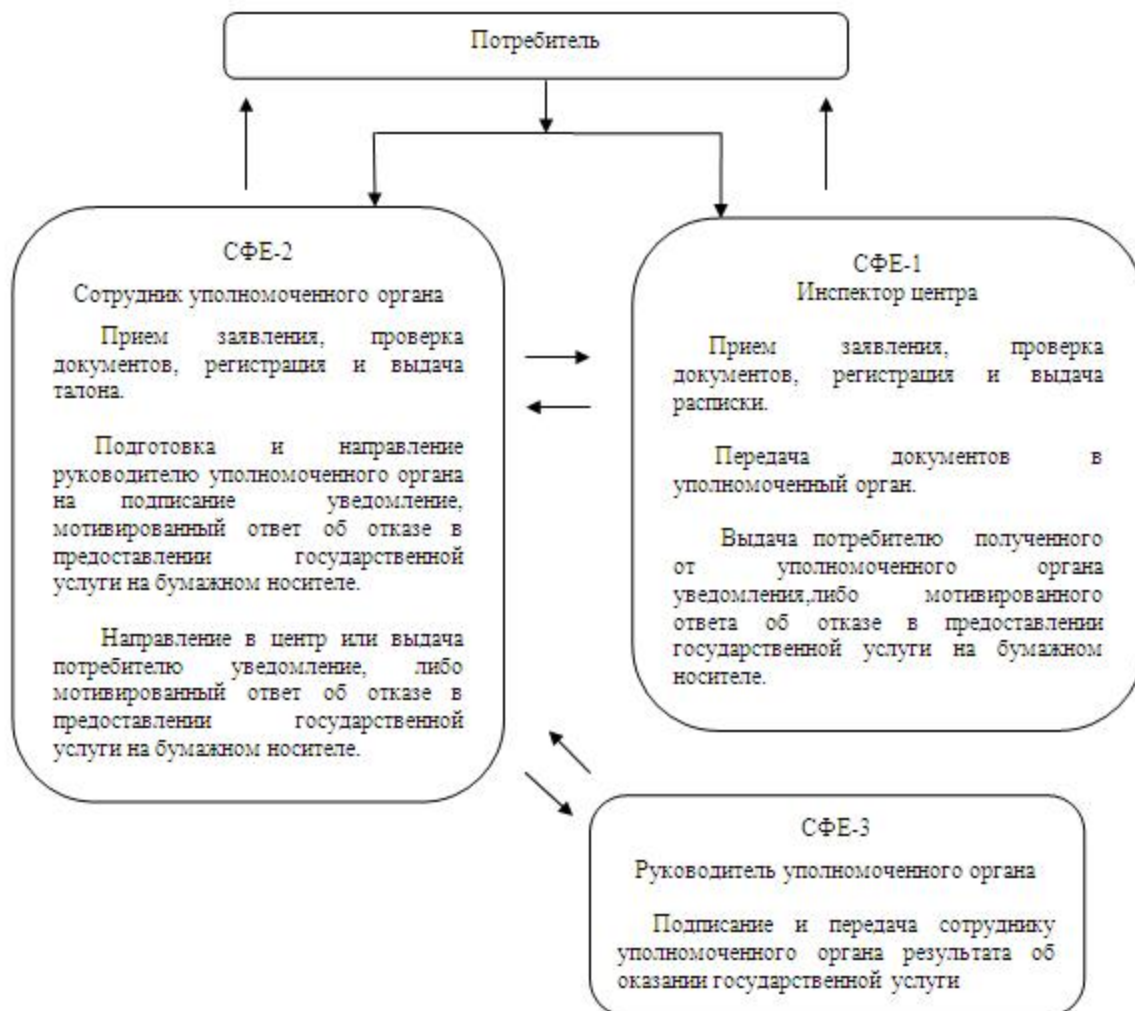 Потребитель
СФЕ-2
Сотрудник уполномоченного органа
Прием заявления, проверка
документов, регистрация и выдача
талона.
Подготовка и направление
руководителю уполномоченного органа
на подписание уведомление,
мотивированный ответ об отказе в
предоставлении государственной
услуги на бумажном носителе.
Направление в центр или выдача
потребителю уведомление, либо
мотивированный ответ об отказе в
предоставлении государственной
услуги на бумажном носителе.
СФЕ-1
Инспектор центра
Прием заявления, проверка
документов, регистрация и выдача
расписки.
Передача документов в
уполномоченный орган.
Выдача потребителю полученного
от уполномоченного органа
уведомления,либо мотивированного
ответа об отказе в предоставлении
государственной услуги на бумажном
носителе.
СФЕ-3
Руководитель уполномоченного органа
Подписание и передача сотруднику
уполномоченного органа результата об
оказании государственной услуги